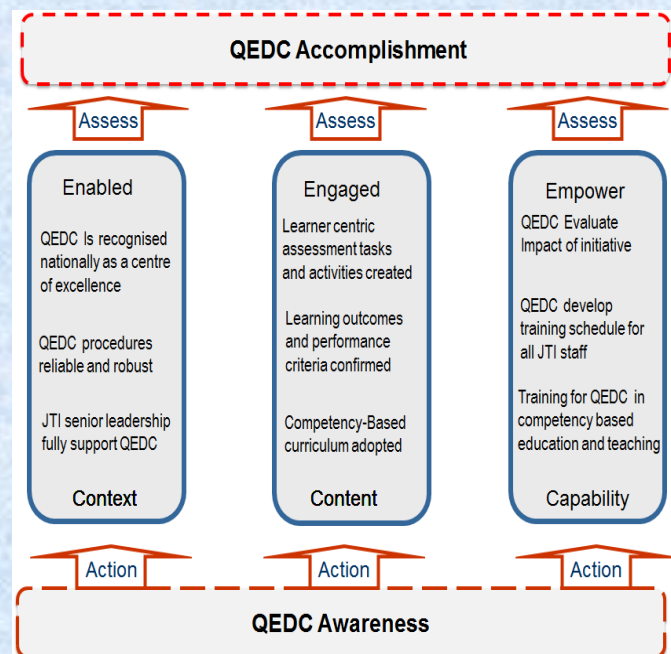 QEDC Accomplishment
Assess
Assess
Assess
Enabled
QEDC Is recognised
nationally as a centre
of excellence
QEDC procedures
reliable and robust
JTI senior leadership
fully support QEDC
Context
Engaged
Learner centric
assessment tasks
and activities created
Learning outcomes
and performance
criteria confirmed
Competency-Based
curriculum adopted
Content
Empower
QEDC Evaluate
Impact of initiative
QEDC develop
training schedule for
all JTI staff
Training for QEDC in
competency based
education and teaching
Capability
Action
Action
Action
QEDC Awareness